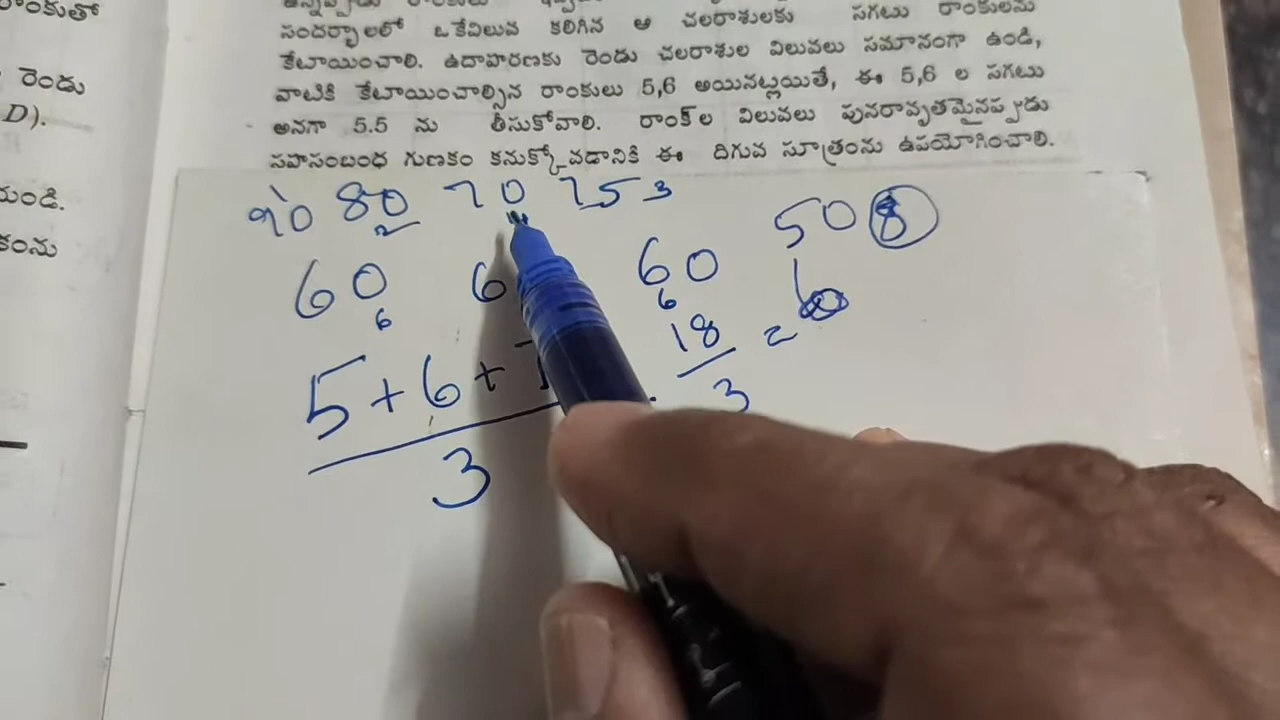 రాంకుతో
రెండు
D).
యండి.
కంను
సందర్భాలలో ఒకేవిలువ కలిగిన ఆ చలరాశులకు సగటు రాంకులను
కేటాయించాలి. ఉదాహరణకు రెండు చలరాశుల విలువలు సమానంగా ఉండి,
వాటికి కేటాయించాల్సిన రాంకులు 5,6 అయినట్లయితే, ఈ 5,6 ల సగటు
అనగా 5.5 ను తీసుకోవాలి. రాంక్‌ల విలువలు పునరావృతమైనప్పుడు
సహసంబంధ గుణకం కనుక్కోవడానికి ఈ దిగువ సూత్రంను ఉపయోగించాలి.
90 80 70 75 3
60 6 60 50 8
6 6 6
5+6+7 18 =
3 3